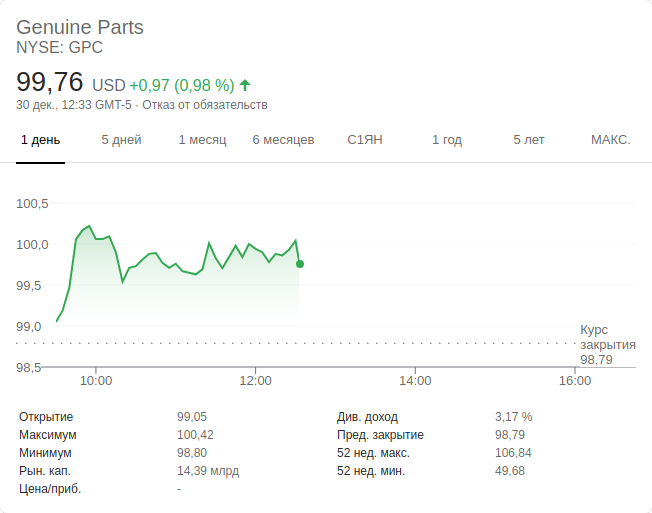 Genuine Parts
NYSE: GPC
99,76 USD +0,97 (0,98 %)
30 дек., 12:33 GMT-5 · Отказ от обязательств
1 день 5 дней 1 месяц 6 месяцев С1ЯН 1 год 5 лет МАКС.
100,5
100,0
99,5
99,0
98,5
Курс
закрытия
98,79
10:00 12:00 14:00 16:00
Открытие 99,05 Див. доход 3,17 %
Максимум 100,42 Пред. закрытие 98,79
Минимум 98,80 52 нед. макс. 106,84
Рын. кап. 14,39 млрд 52 нед. мин. 49,68
Цена/приб. -